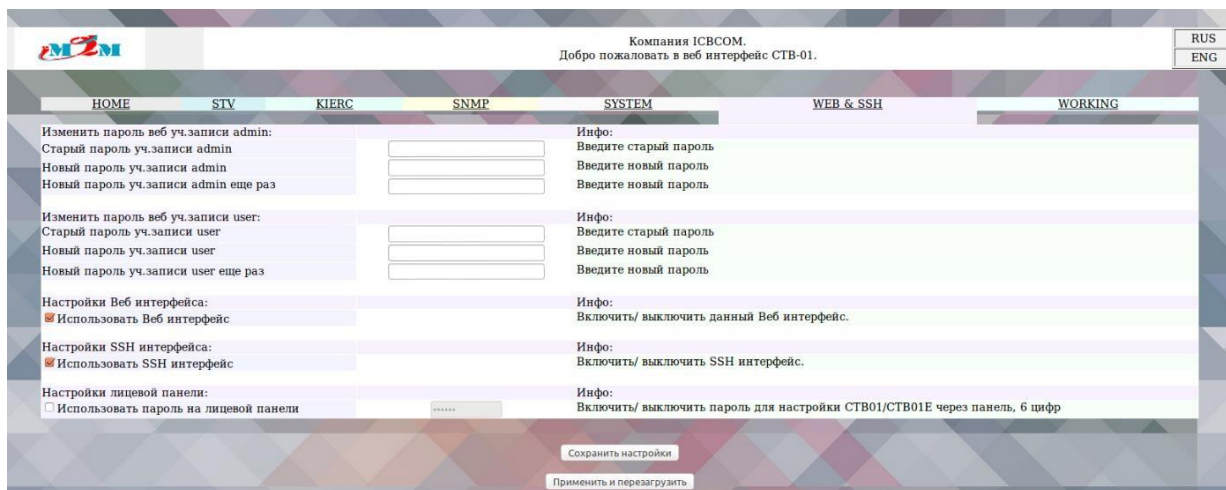 iM2M
Компания ICBCOM.
Добро пожаловать в веб интерфейс СТВ-01.
RUS
ENG
HOME STV KIERC SNMP SYSTEM WEB & SSH WORKING
Изменить пароль веб уч.записи admin: Инфо:
Старый пароль уч.записи admin Введите старый пароль
Новый пароль уч.записи admin Введите новый пароль
Новый пароль уч.записи admin еще раз Введите новый пароль
Изменить пароль веб уч.записи user: Инфо:
Старый пароль уч.записи user Введите старый пароль
Новый пароль уч.записи user Введите новый пароль
Новый пароль уч.записи user еще раз Введите новый пароль
Настройки Веб интерфейса: Инфо:
Использовать Веб интерфейс Включить/ выключить данный Веб интерфейс.
Настройки SSH интерфейса: Инфо:
Использовать SSH интерфейс Включить/ выключить SSH интерфейс.
Настройки лицевой панели: Инфо:
Использовать пароль на лицевой панели ****** Включить/ выключить пароль для настройки СТВ01/СТВ01Е через панель, 6 цифр
Сохранить настройки
Применить и перезагрузить